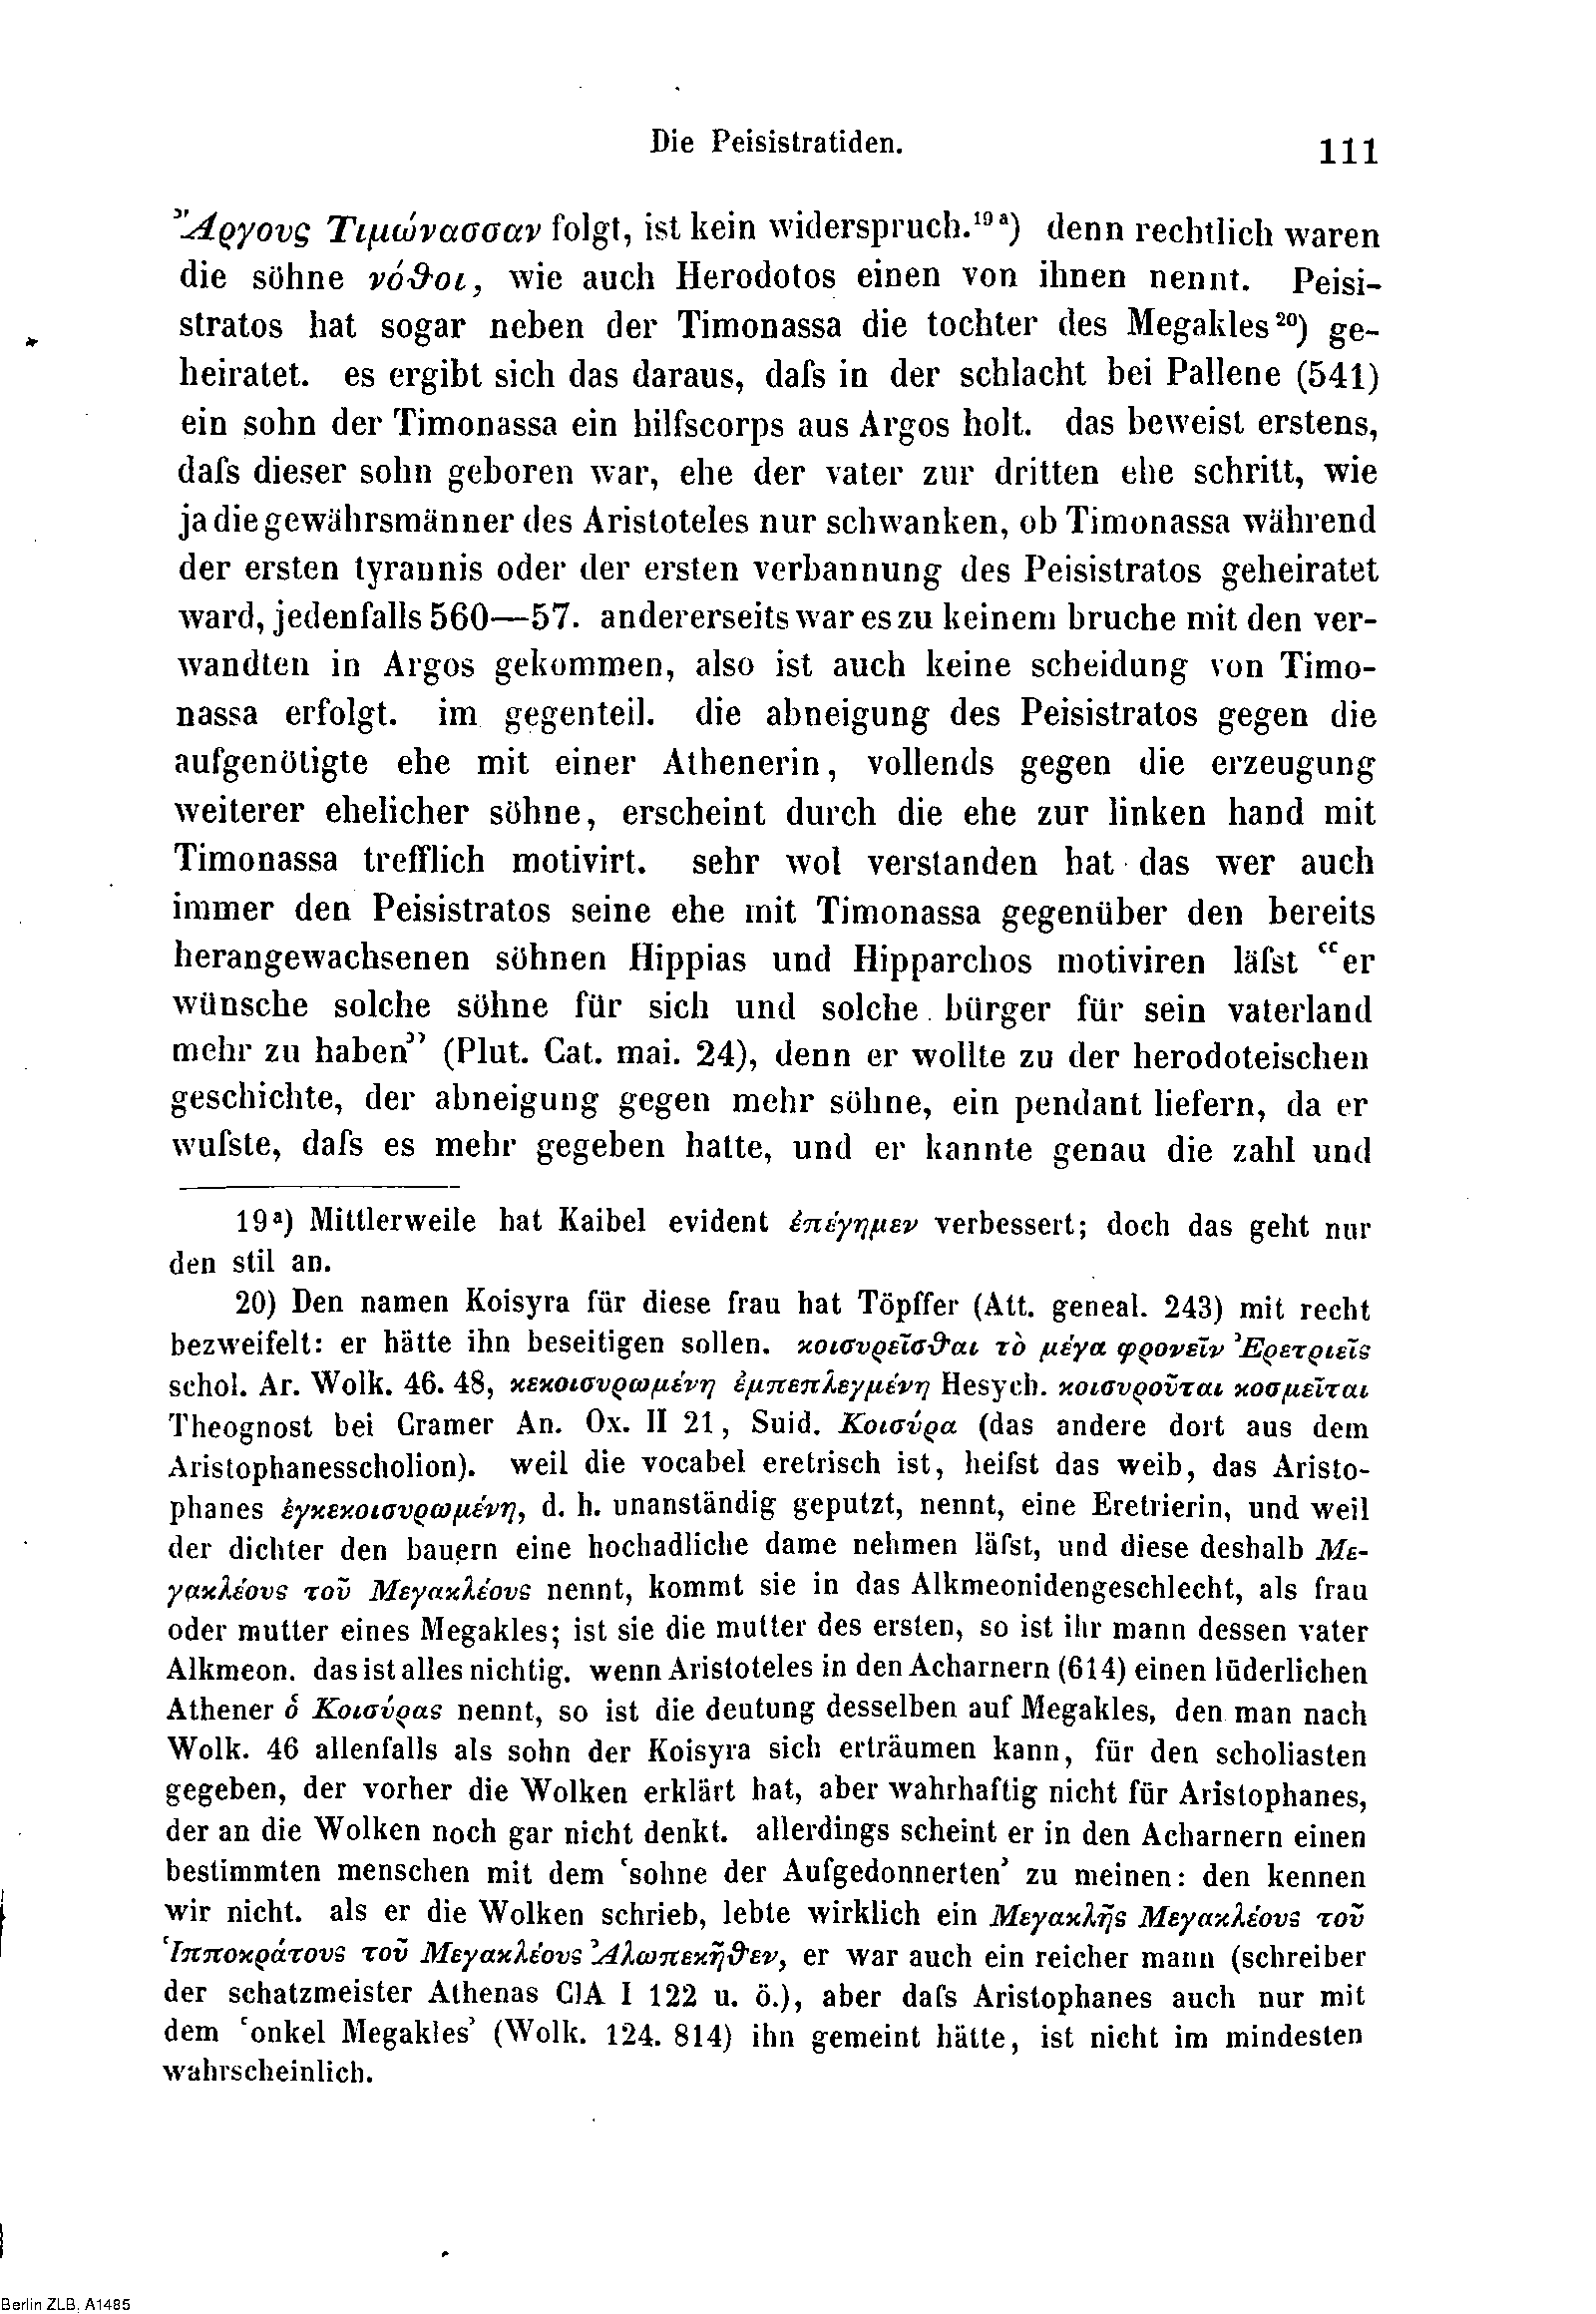 Die Peisistratiden. 111
Ἄργους Τιμώνασσαν folgt, ist kein widerspruch.¹⁹ᵃ) denn rechtlich waren
die söhne νόϑοι, wie auch Herodotos einen von ihnen nennt. Peisi-
stratos hat sogar neben der Timonassa die tochter des Megakles²⁰) ge-
heiratet. es ergibt sich das daraus, daſs in der schlacht bei Pallene (541)
ein sohn der Timonassa ein hilfscorps aus Argos holt. das beweist erstens,
daſs dieser sohn geboren war, ehe der vater zur dritten ehe schritt, wie
ja die gewährsmänner des Aristoteles nur schwanken, ob Timonassa während
der ersten tyrannis oder der ersten verbannung des Peisistratos geheiratet
ward, jedenfalls 560—57. andererseits war es zu keinem bruche mit den ver-
wandten in Argos gekommen, also ist auch keine scheidung von Timo-
nassa erfolgt. im gegenteil. die abneigung des Peisistratos gegen die
aufgenötigte ehe mit einer Athenerin, vollends gegen die erzeugung
weiterer ehelicher söhne, erscheint durch die ehe zur linken hand mit
Timonassa trefflich motivirt. sehr wol verstanden hat das wer auch
immer den Peisistratos seine ehe mit Timonassa gegenüber den bereits
herangewachsenen söhnen Hippias und Hipparchos motiviren läſst “er
wünsche solche söhne für sich und solche bürger für sein vaterland
mehr zu haben” (Plut. Cat. mai. 24), denn er wollte zu der herodoteischen
geschichte, der abneigung gegen mehr söhne, ein pendant liefern, da er
wuſste, daſs es mehr gegeben hatte, und er kannte genau die zahl und
19ᵃ) Mittlerweile hat Kaibel evident ἐπέγημεν verbessert; doch das geht nur
den stil an.
20) Den namen Koisyra für diese frau hat Töpffer (Att. geneal. 243) mit recht
bezweifelt: er hätte ihn beseitigen sollen. κοισυρεῖσϑαι τὸ μέγα φρονεῖν Ἐρετριεῖς
schol. Ar. Wolk. 46. 48, κεκοισυρωμένη ἐμπεπλεγμένη Hesych. κοισυροῦται κοσμεῖται
Theognost bei Cramer An. Ox. II 21, Suid. Κοισύρα (das andere dort aus dem
Aristophanesscholion). weil die vocabel eretrisch ist, heiſst das weib, das Aristo-
phanes ἐγκεκοισυρωμένη, d. h. unanständig geputzt, nennt, eine Eretrierin, und weil
der dichter den bauern eine hochadliche dame nehmen läſst, und diese deshalb Με-
γακλέους τοῦ Μεγακλέους nennt, kommt sie in das Alkmeonidengeschlecht, als frau
oder mutter eines Megakles; ist sie die mutter des ersten, so ist ihr mann dessen vater
Alkmeon. das ist alles nichtig. wenn Aristoteles in den Acharnern (614) einen lüderlichen
Athener ὁ Κοισύρας nennt, so ist die deutung desselben auf Megakles, den man nach
Wolk. 46 allenfalls als sohn der Koisyra sich erträumen kann, für den scholiasten
gegeben, der vorher die Wolken erklärt hat, aber wahrhaftig nicht für Aristophanes,
der an die Wolken noch gar nicht denkt. allerdings scheint er in den Acharnern einen
bestimmten menschen mit dem ‘sohne der Aufgedonnerten’ zu meinen: den kennen
wir nicht. als er die Wolken schrieb, lebte wirklich ein Μεγακλῆς Μεγακλέους τοῦ
Ἱπποκράτους τοῦ Μεγακλέους Ἀλωπεκῆϑεν, er war auch ein reicher mann (schreiber
der schatzmeister Athenas CIA I 122 u. ö.), aber daſs Aristophanes auch nur mit
dem ‘onkel Megakles’ (Wolk. 124. 814) ihn gemeint hätte, ist nicht im mindesten
wahrscheinlich.
Berlin ZLB, A1485